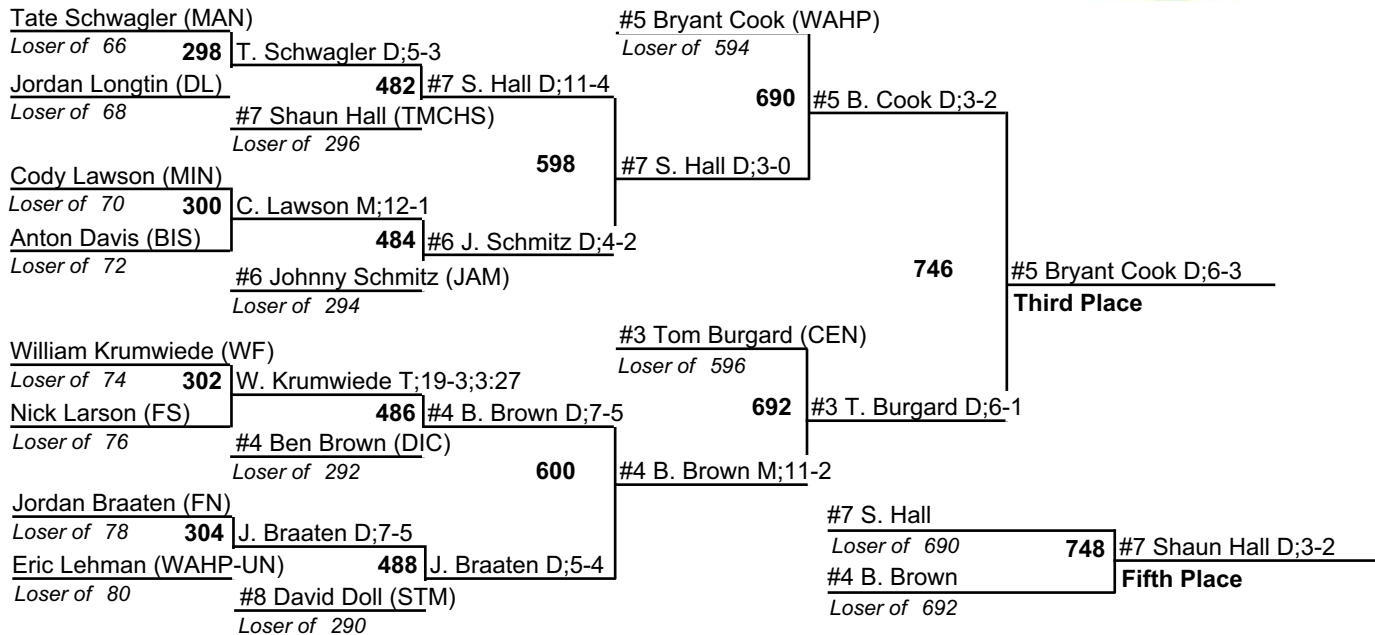 Tate Schwagler (MAN)
Loser of 66
298
T. Schwagler D;5-3
Jordan Longtin (DL)
Loser of 68
482
#7 S. Hall D;11-4
#7 Shaun Hall (TMCHS)
Loser of 296
Cody Lawson (MIN)
Loser of 70
300
C. Lawson M;12-1
Anton Davis (BIS)
Loser of 72
484
#6 J. Schmitz D;4-2
#6 Johnny Schmitz (JAM)
Loser of 294
598
#7 S. Hall D;3-0
#5 Bryant Cook (WAHP)
Loser of 594
690
#5 B. Cook D;3-2
William Krumwiede (WF)
Loser of 74
302
W. Krumwiede T;19-3;3:27
Nick Larson (FS)
Loser of 76
486
#4 B. Brown D;7-5
#4 Ben Brown (DIC)
Loser of 292
Jordan Braaten (FN)
Loser of 78
304
J. Braaten D;7-5
Eric Lehman (WAHP-UN)
Loser of 80
488
J. Braaten D;5-4
#8 David Doll (STM)
Loser of 290
600
#4 B. Brown M;11-2
#3 Tom Burgard (CEN)
Loser of 596
692
#3 T. Burgard D;6-1
746
#5 Bryant Cook D;6-3
Third Place
#7 S. Hall
Loser of 690
748
#7 Shaun Hall D;3-2
#4 B. Brown
Fifth Place
Loser of 692